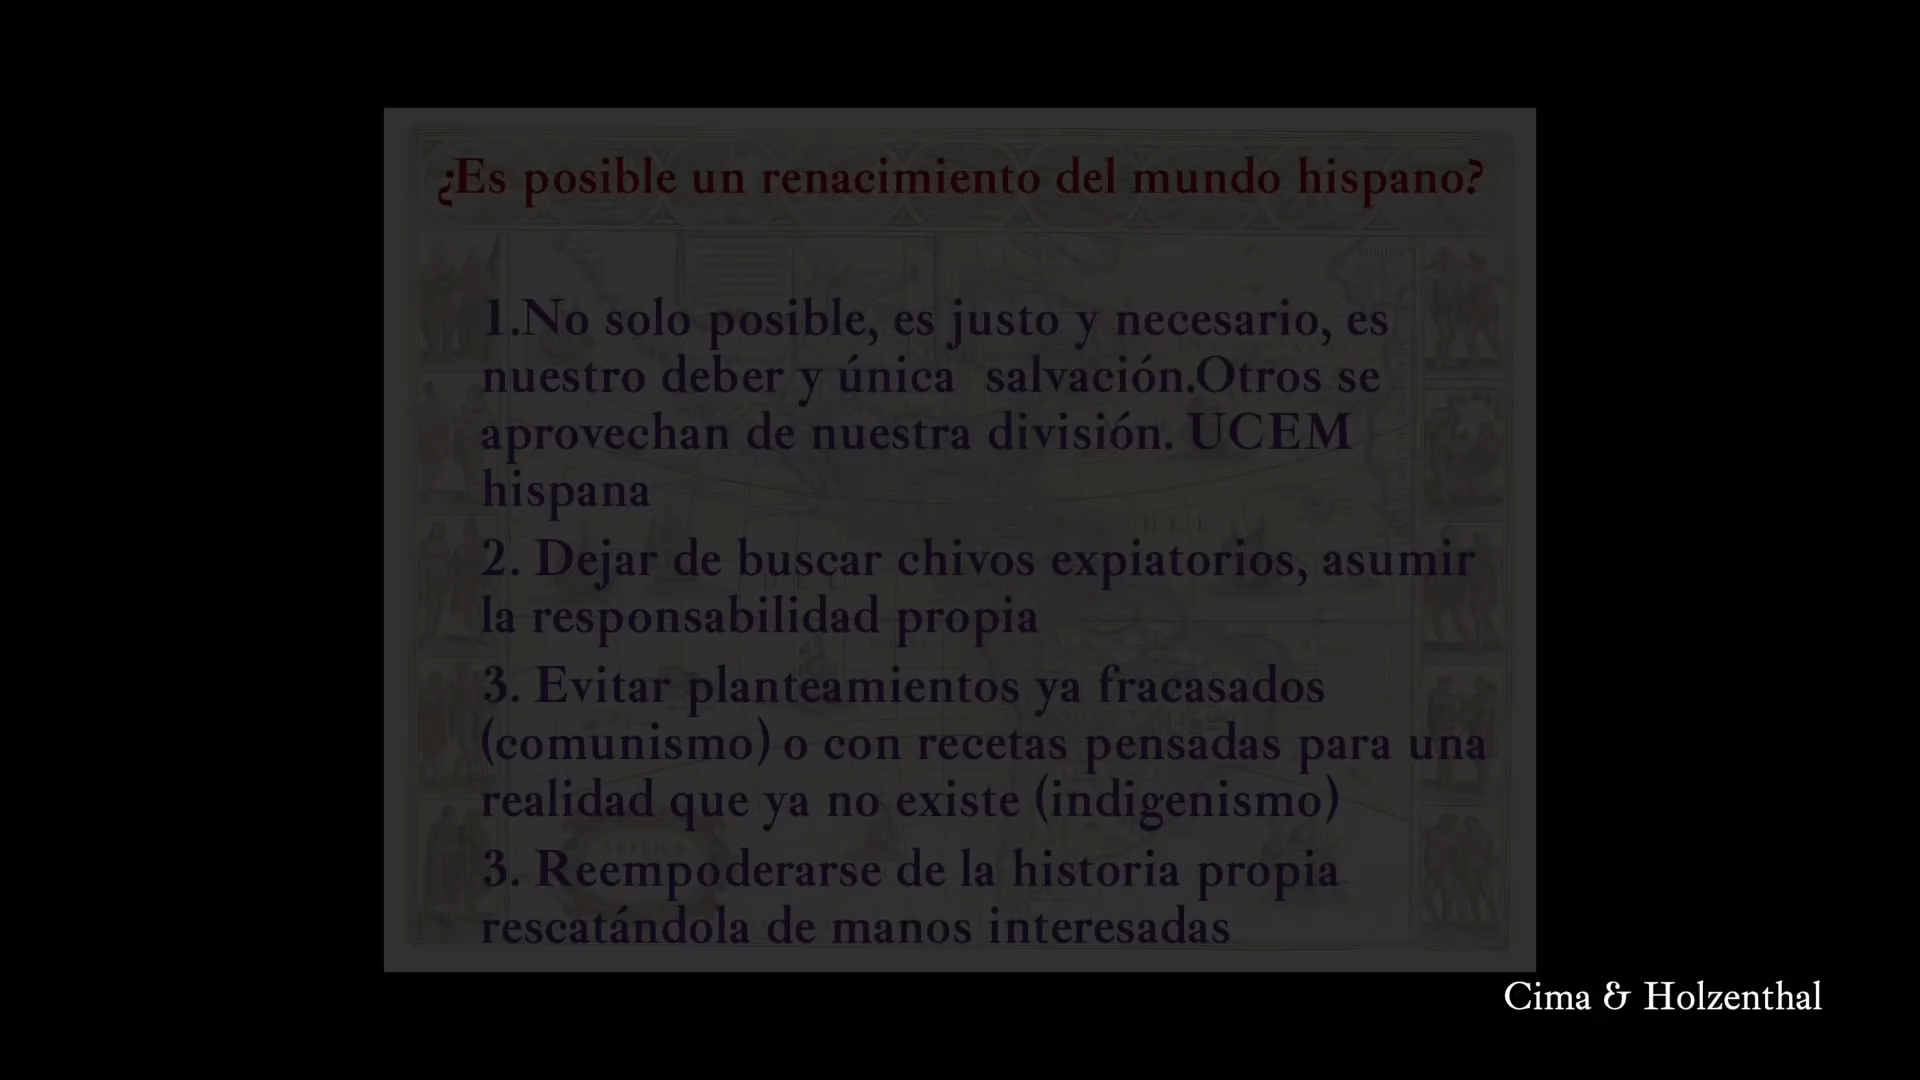 ¿Es posible un renacimiento del mundo hispano?
1.No solo posible, es justo y necesario, es
nuestro deber y única salvación.Otros se
aprovechan de nuestra división. UCEM
hispana
2. Dejar de buscar chivos expiatorios, asumir
la responsabilidad propia
3. Evitar planteamientos ya fracasados
(comunismo) o con recetas pensadas para una
realidad que ya no existe (indigenismo)
3. Reempoderarse de la historia propia
rescatándola de manos interesadas
Cima & Holzenthal